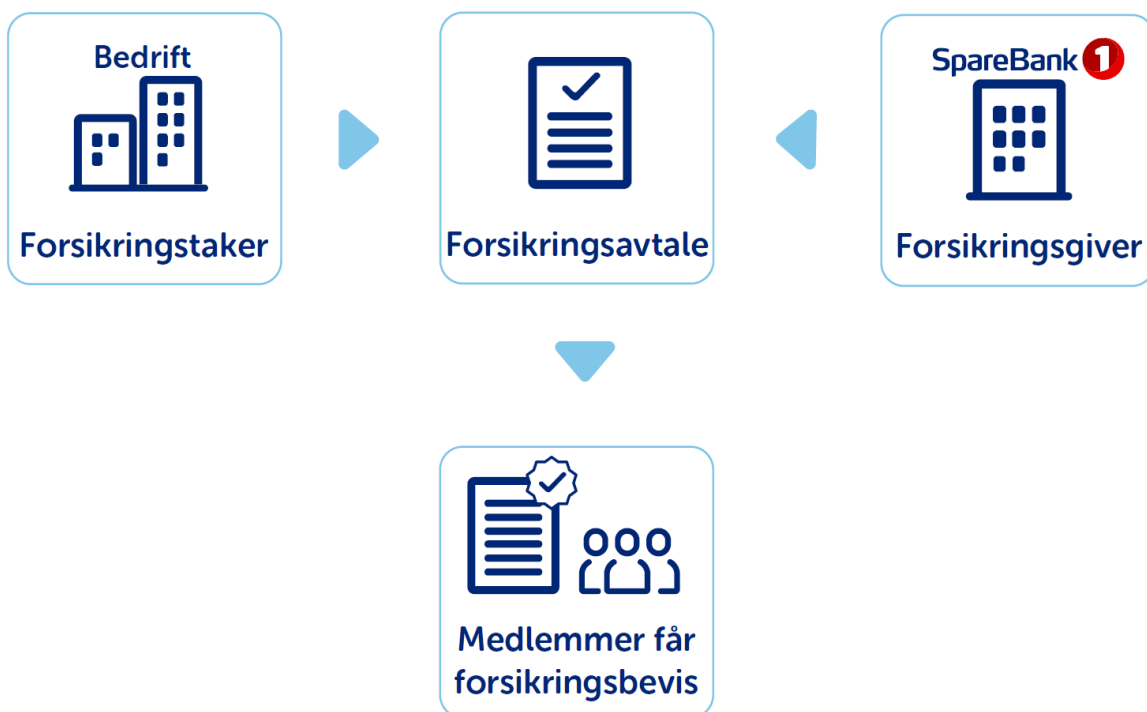 Bedrift
Forsikringstaker
Forsikringsavtale
SpareBank 1
Forsikringsgiver
Medlemmer får
forsikringsbevis